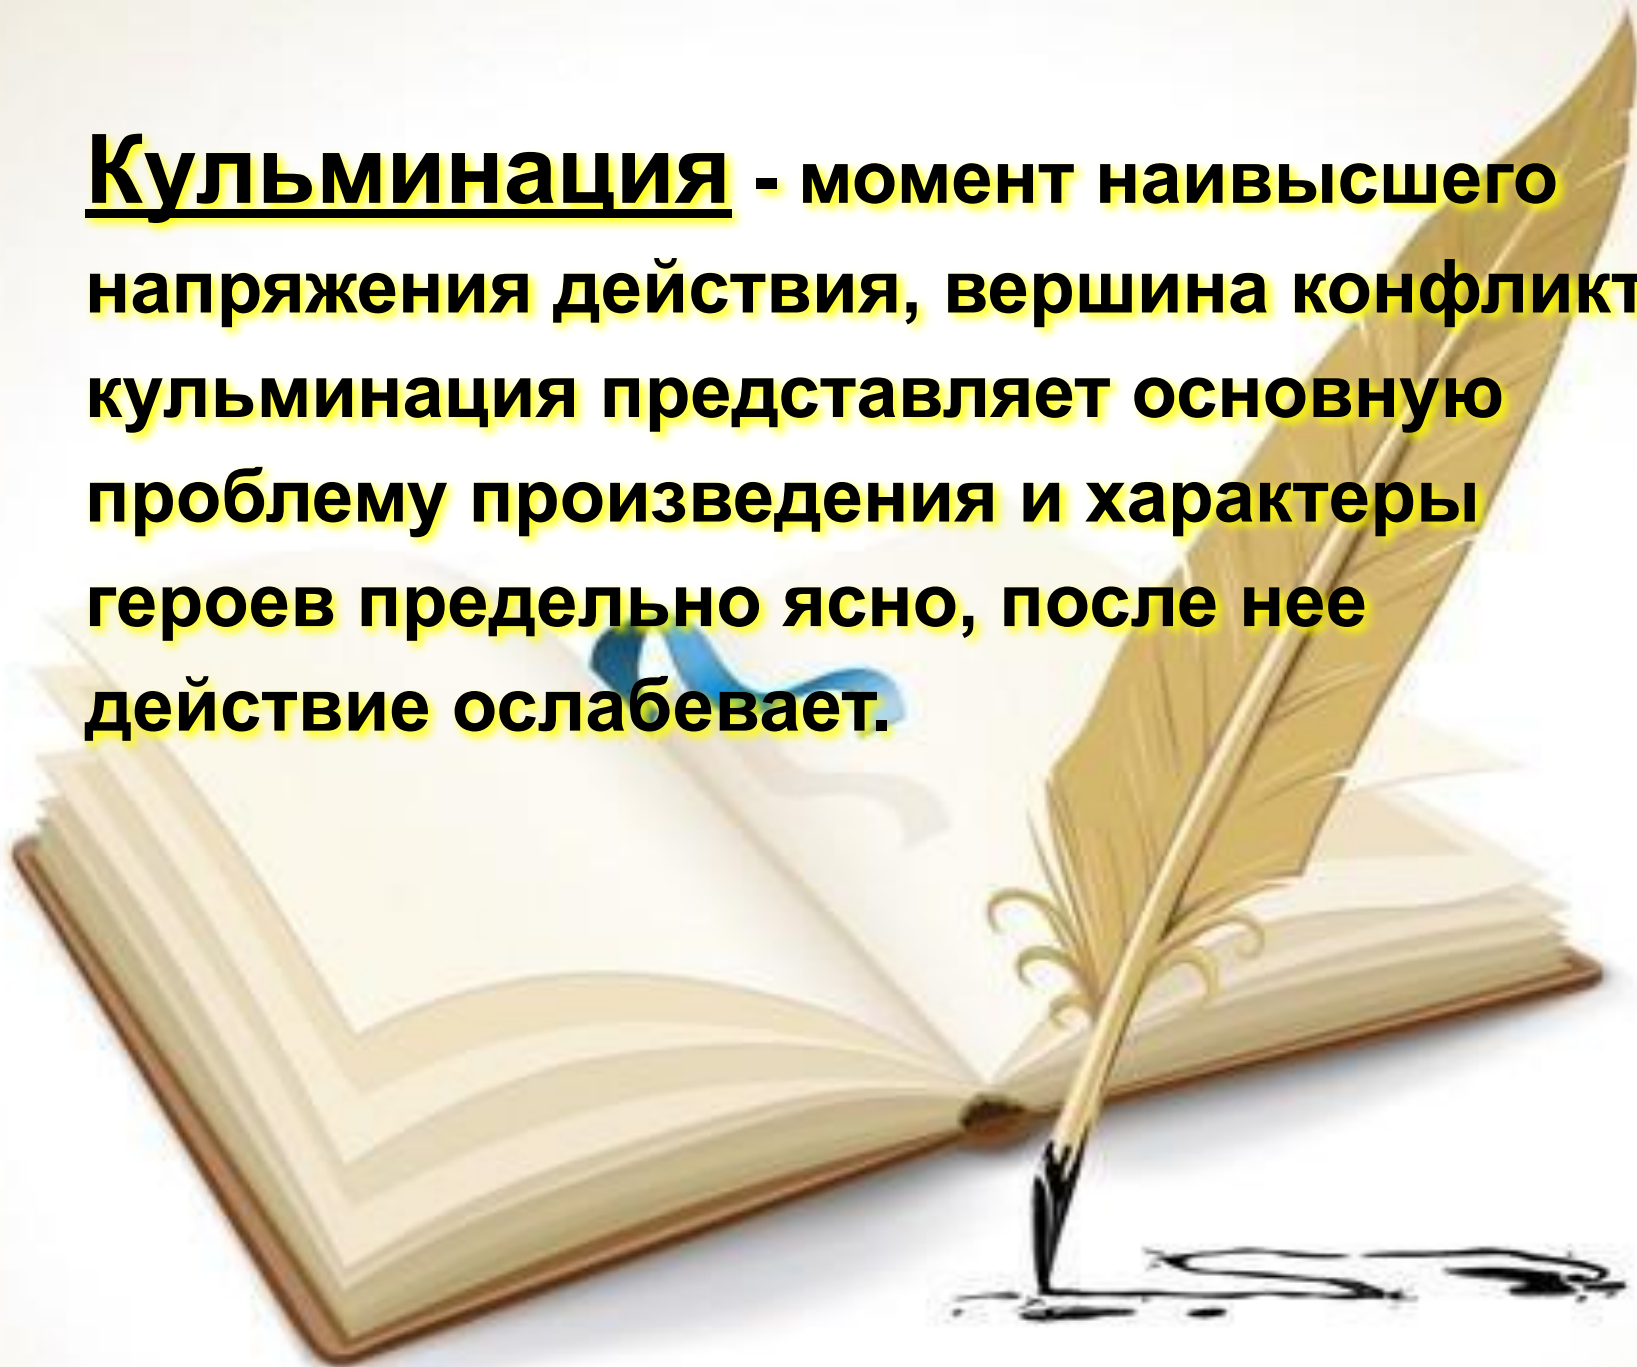 Кульминация - момент наивысшего
напряжения действия, вершина конфликт
кульминация представляет основную
проблему произведения и характеры
героев предельно ясно, после нее
действие ослабевает.